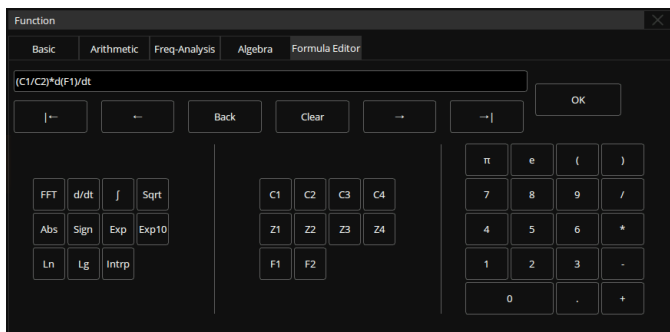 Function
Basic Arithmetic Freq-Analysis Algebra Formula Editor
(C1/C2)*d(F1)/dt
OK
|← ← Back Clear → →|
π e ( )
FFT d/dt ∫ Sqrt C1 C2 C3 C4 7 8 9 /
Abs Sign Exp Exp10 Z1 Z2 Z3 Z4 4 5 6 *
Ln Lg Intrp F1 F2 1 2 3 -
0 . +